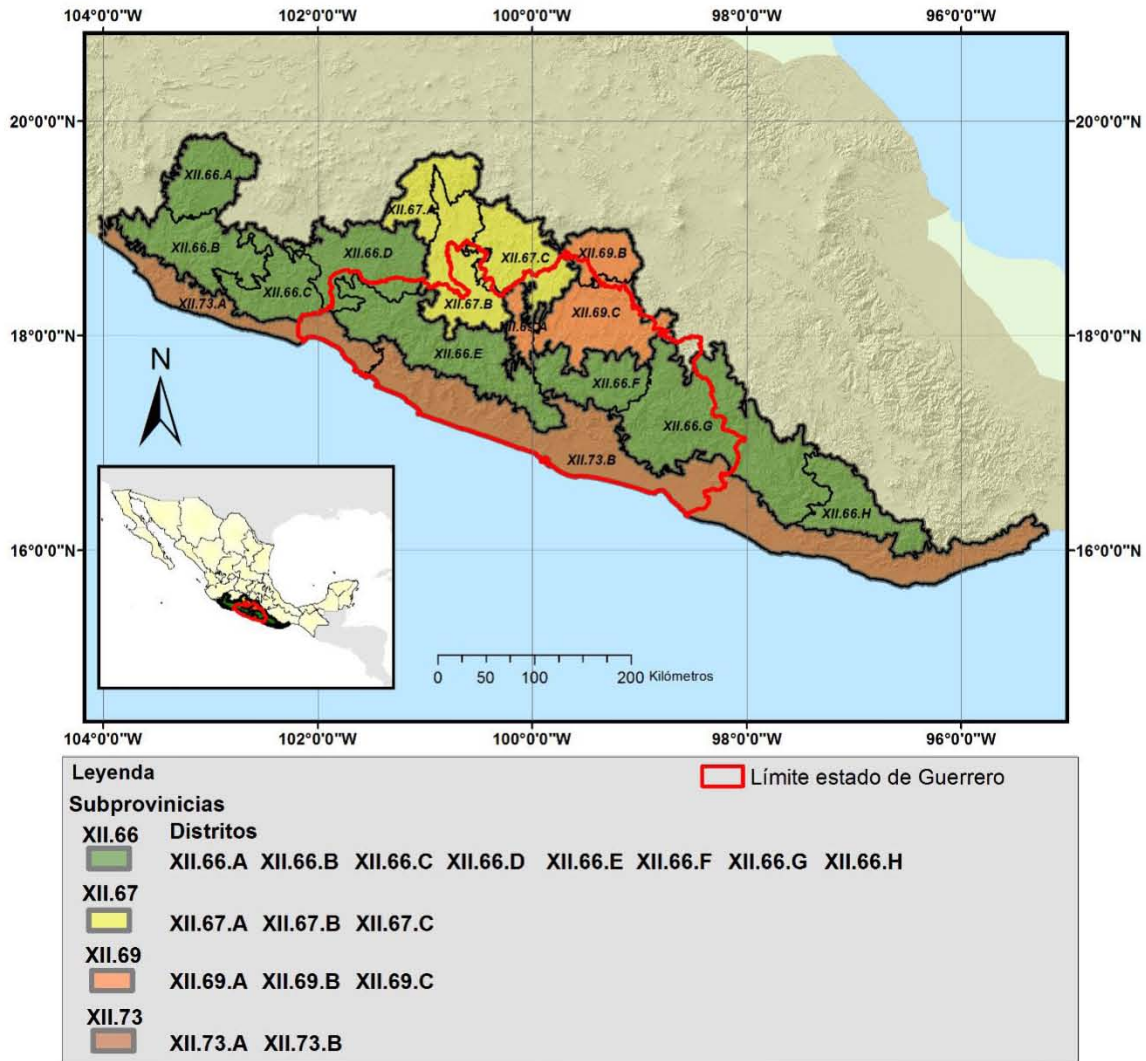 104°0'0"W 102°0'0"W 100°0'0"W 98°0'0"W 96°0'0"W
20°0'0"N 20°0'0"N
XII.66.A
XII.67.A
XII.66.B XII.66.D XII.67.C XII.69.B
XII.66.C
XII.73.A XII.67.B XII.69.C
18°0'0"N 18°0'0"N
XII.66.E
XII.66.F
N
XII.66.G
XII.73.B
XII.66.H
16°0'0"N 16°0'0"N
0 50 100 200 Kilómetros
104°0'0"W 102°0'0"W 100°0'0"W 98°0'0"W 96°0'0"W
Leyenda
Límite estado de Guerrero
Subprovinicias
XII.66 Distritos
XII.66.A XII.66.B XII.66.C XII.66.D XII.66.E XII.66.F XII.66.G XII.66.H
XII.67
XII.67.A XII.67.B XII.67.C
XII.69
XII.69.A XII.69.B XII.69.C
XII.73
XII.73.A XII.73.B